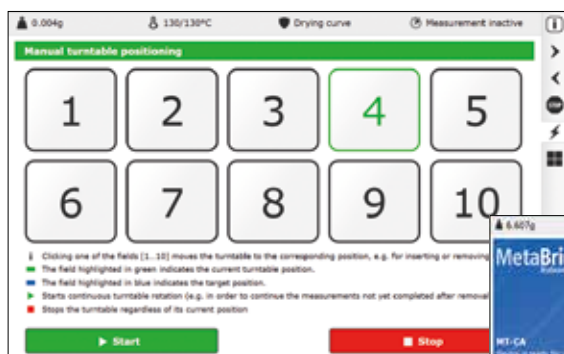 0.004g 130/130°C Drying curve Measurement inactive
Manual turntable positioning
1 2 3 4 5
6 7 8 9 10
Clicking one of the fields [1..10] moves the turntable to the corresponding position, e.g. for inserting or removing
The field highlighted in green indicates the current turntable position.
The field highlighted in blue indicates the target position.
Starts continuous turntable rotation (e.g. in order to continue the measurements not yet completed after removal
Stops the turntable regardless of its current position
Start Stop
6.607g
MetaBri
MT-CA